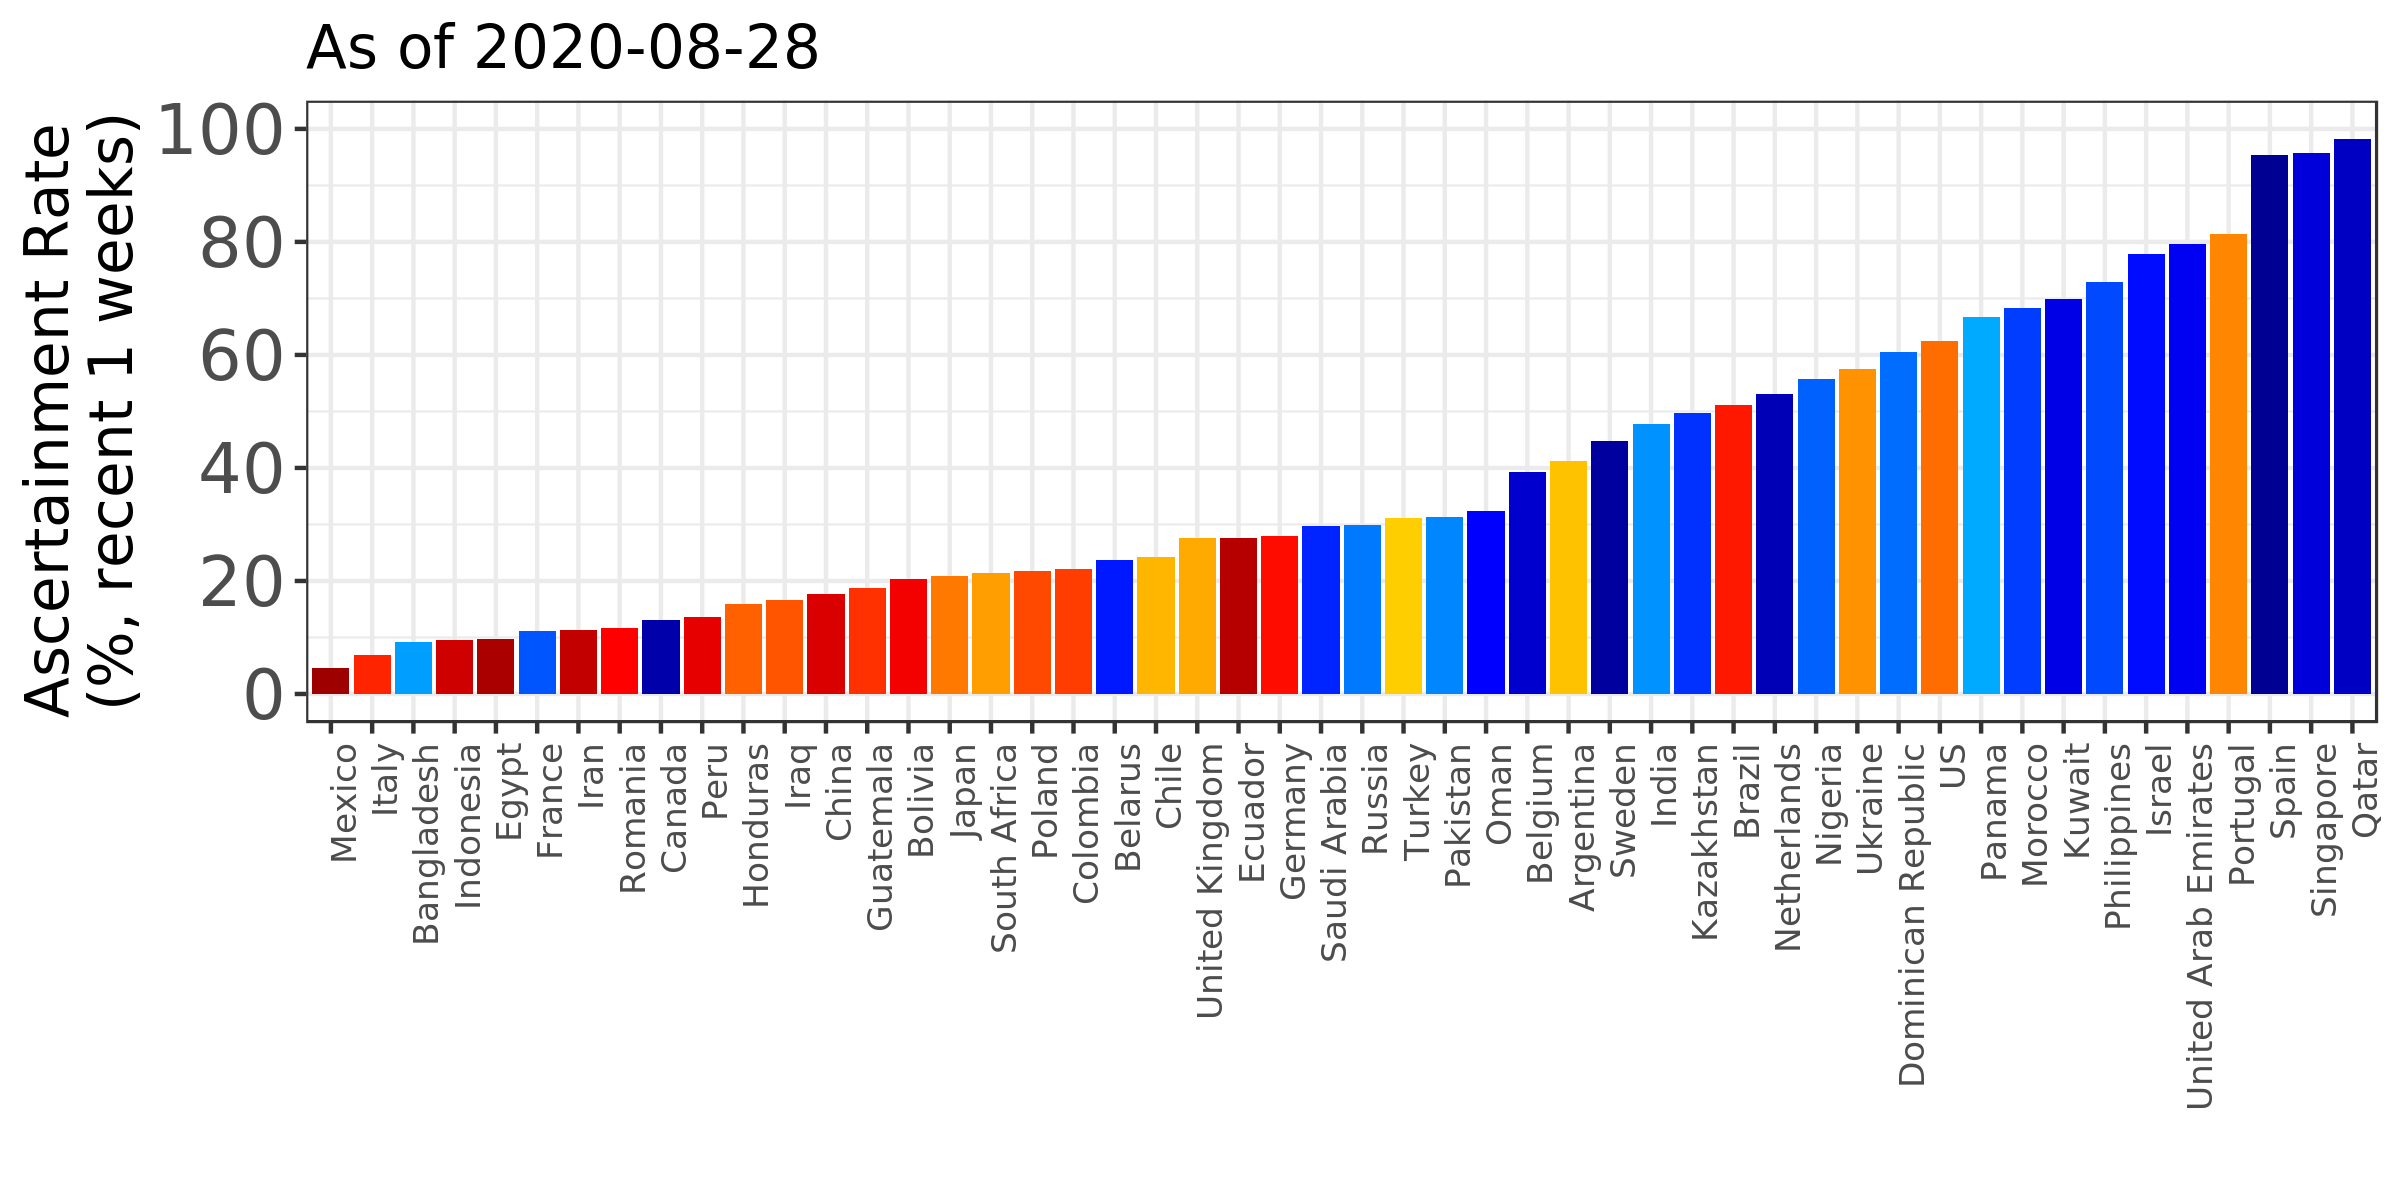 As of 2020-08-28
Ascertainment Rate
(%, recent 1 weeks)
100
80
60
40
20
0
Mexico
Italy
Bangladesh
Indonesia
Egypt
France
Iran
Romania
Canada
Peru
Honduras
Iraq
China
Guatemala
Bolivia
Japan
South Africa
Poland
Colombia
Belarus
Chile
United Kingdom
Ecuador
Germany
Saudi Arabia
Russia
Turkey
Pakistan
Oman
Belgium
Argentina
Sweden
India
Kazakhstan
Brazil
Netherlands
Nigeria
Ukraine
Dominican Republic
US
Panama
Morocco
Kuwait
Philippines
Israel
United Arab Emirates
Portugal
Spain
Singapore
Qatar